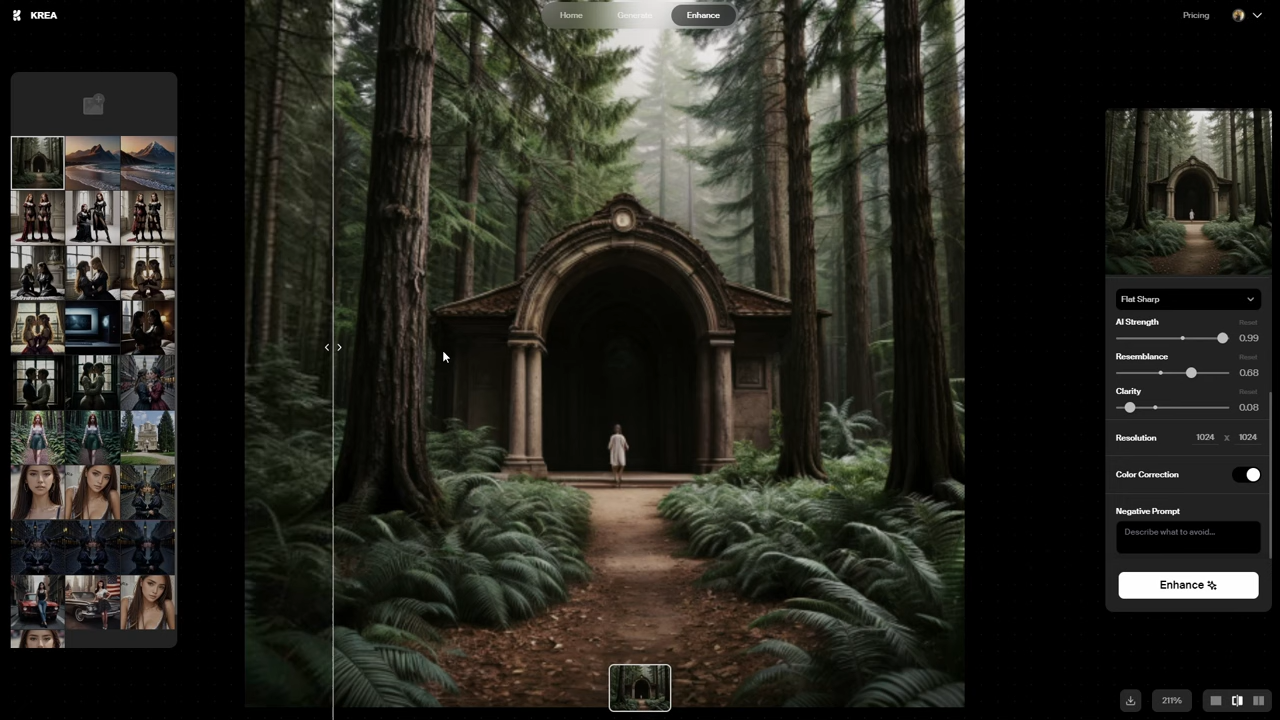 KREA
Home
Generate
Enhance
Pricing
Flat Sharp
AI Strength
Reset
0.99
Resemblance
Reset
0.68
Clarity
Reset
0.08
Resolution
1024 x 1024
Color Correction
Negative Prompt
Describe what to avoid...
Enhance
211%